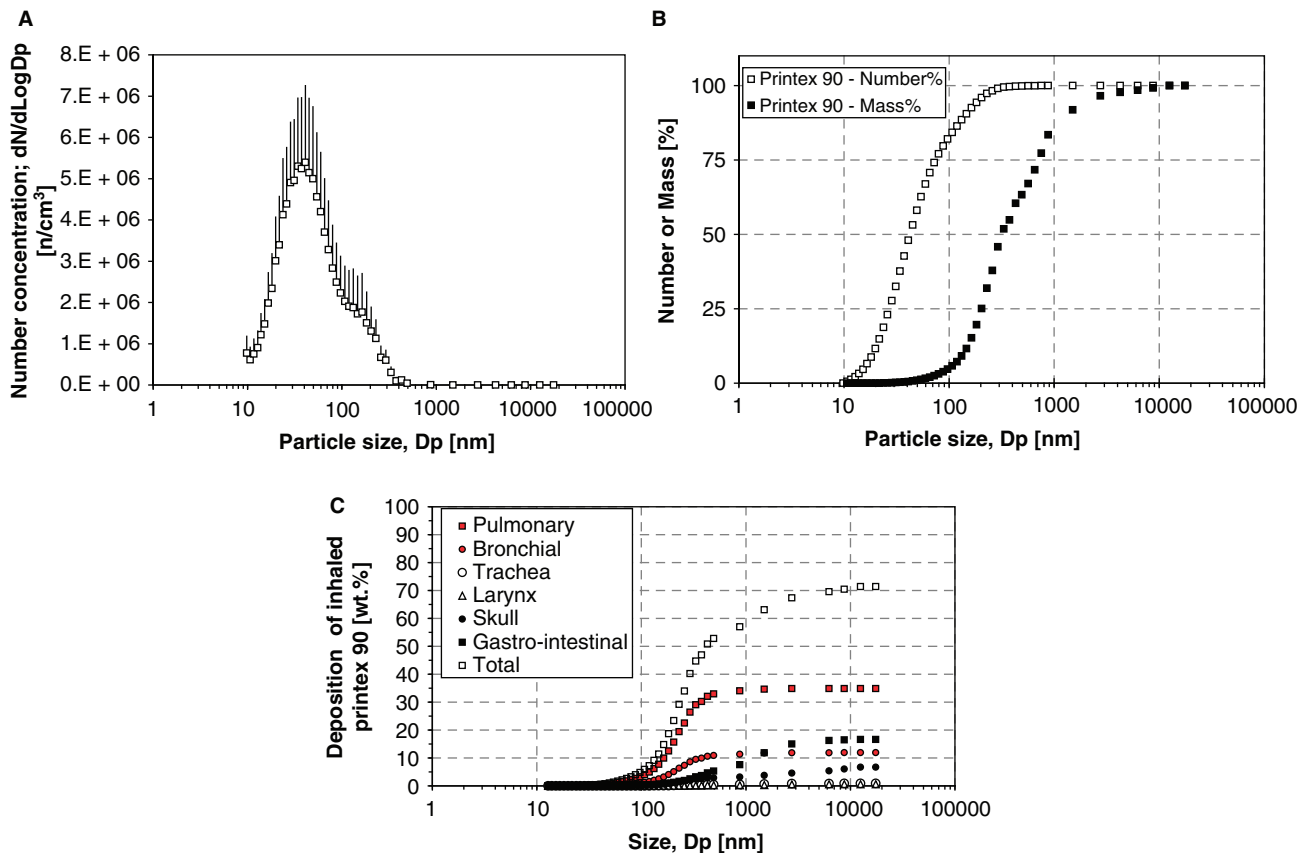 A
Number concentration; dN/dLogDp
[n/cm³]
8.E + 06
7.E + 06
6.E + 06
5.E + 06
4.E + 06
3.E + 06
2.E + 06
1.E + 06
0.E + 00
1
10
100
1000
10000
100000
Particle size, Dp [nm]
B
Number or Mass [%]
100
75
50
25
0
Printex 90 - Number%
Printex 90 - Mass%
1
10
100
1000
10000
100000
Particle size, Dp [nm]
C
Deposition of inhaled
printex 90 [wt.%]
100
90
80
70
60
50
40
30
20
10
0
Pulmonary
Bronchial
Trachea
Larynx
Skull
Gastro-intestinal
Total
1
10
100
1000
10000
100000
Size, Dp [nm]